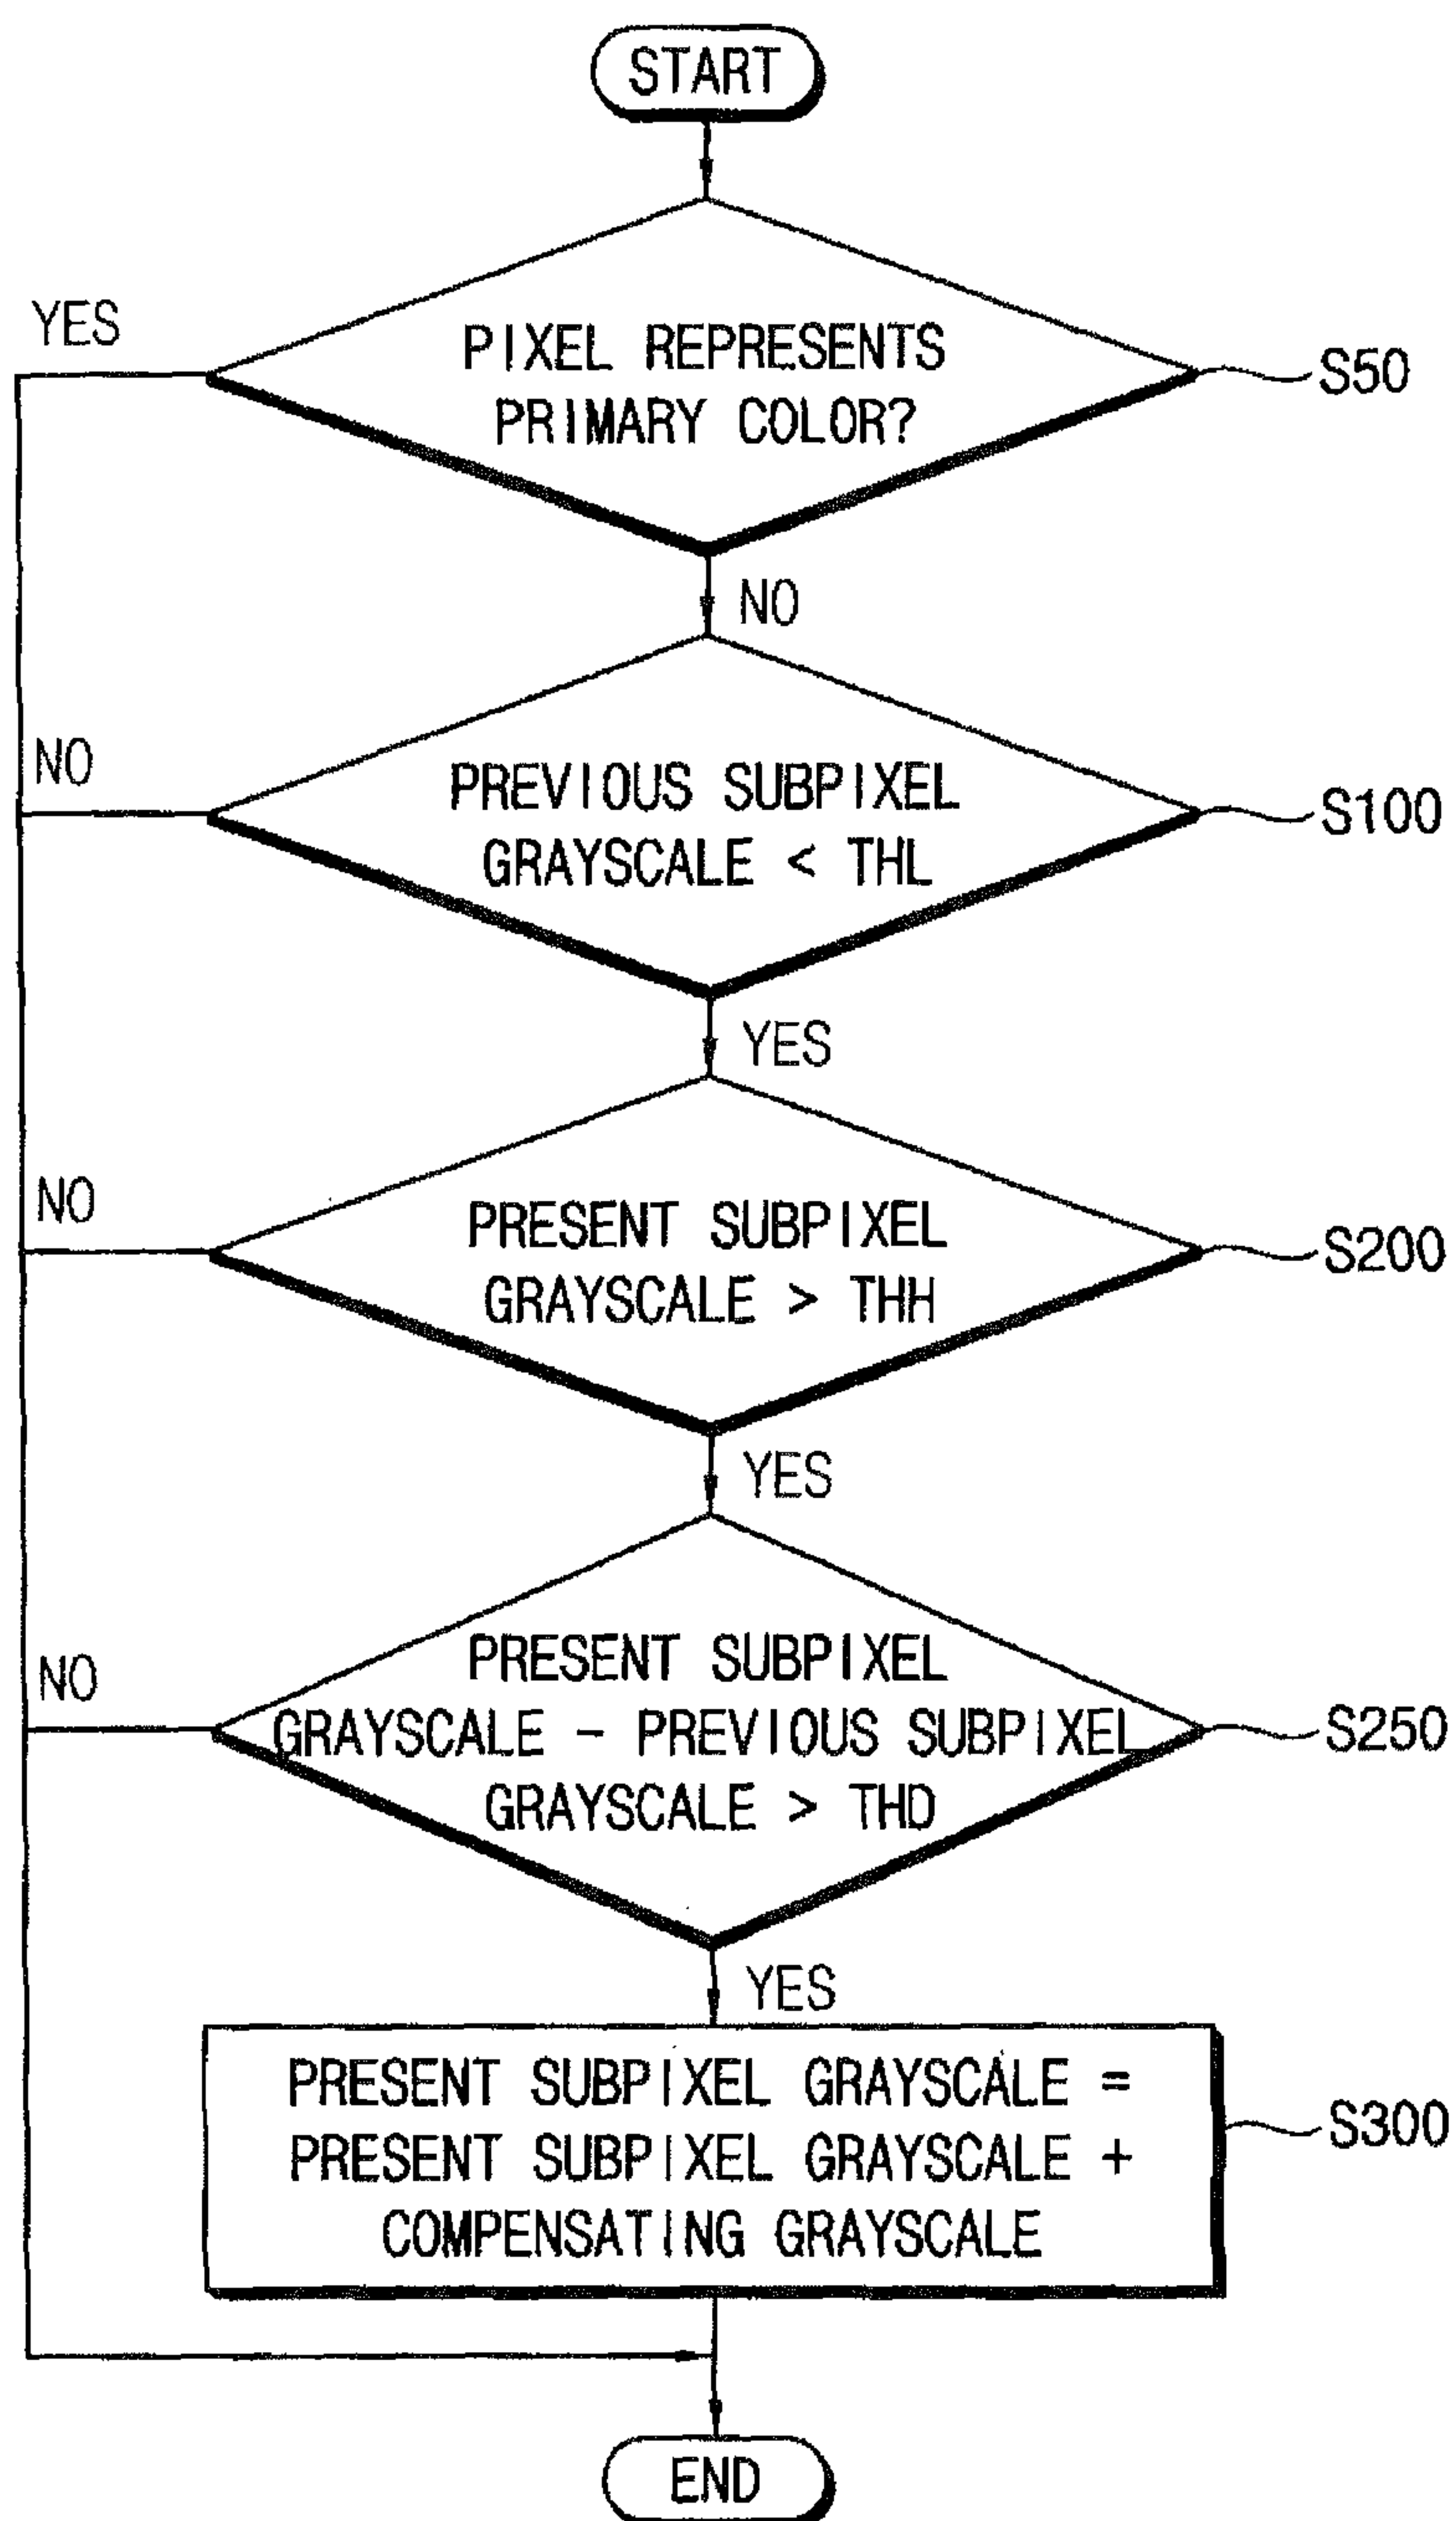 START
YES
PIXEL REPRESENTS
PRIMARY COLOR?
S50
NO
NO
PREVIOUS SUBPIXEL
GRAYSCALE < THL
S100
YES
NO
PRESENT SUBPIXEL
GRAYSCALE > THH
S200
YES
NO
PRESENT SUBPIXEL
GRAYSCALE - PREVIOUS SUBPIXEL
GRAYSCALE > THD
S250
YES
PRESENT SUBPIXEL GRAYSCALE =
PRESENT SUBPIXEL GRAYSCALE +
COMPENSATING GRAYSCALE
S300
END